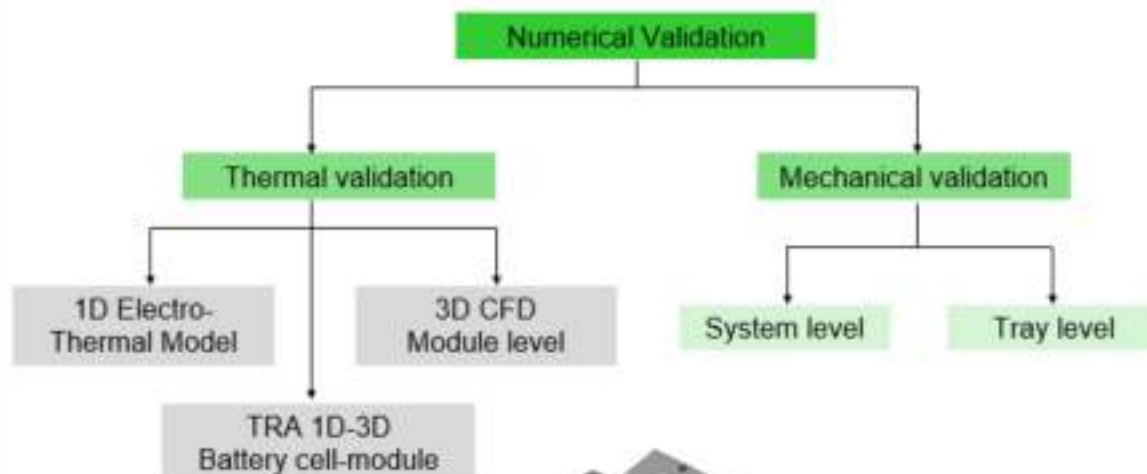 Numerical Validation
Thermal validation
Mechanical validation
1D Electro-
Thermal Model
3D CFD
Module level
System level
Tray level
TRA 1D-3D
Battery cell-module